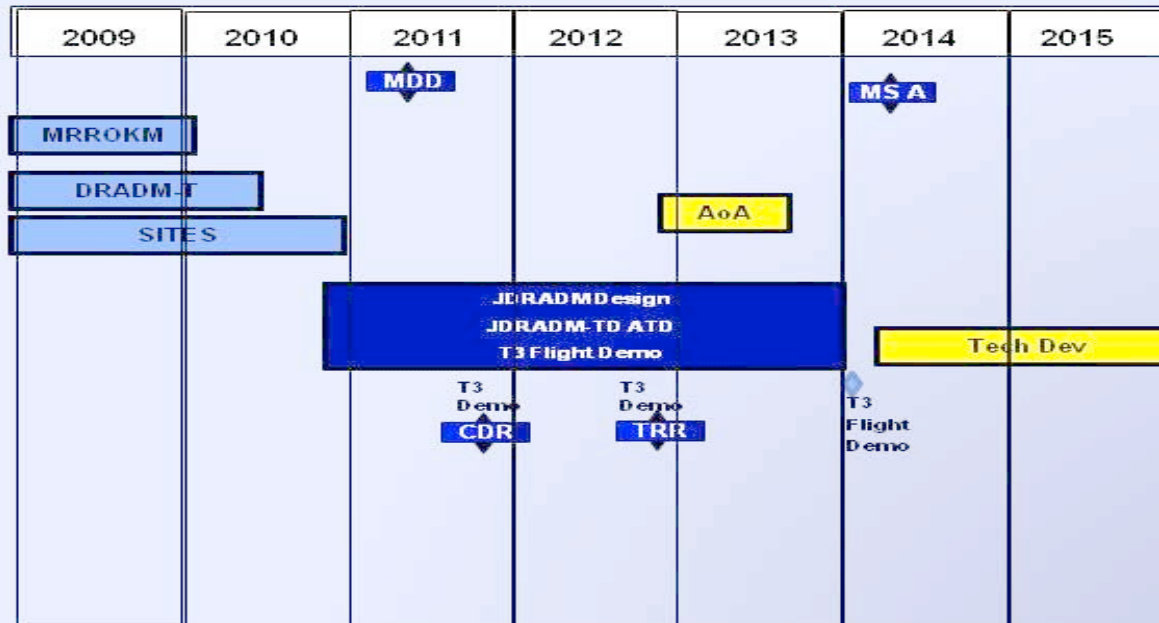 2009 2010 2011 2012 2013 2014 2015
MDD
MS A
MRROKM
DRADM-T
AoA
SITES
JDRADM Design
JDRADM-TD ATD
T3 Flight Demo
Tech Dev
T3
Demo
CDR
T3
Demo
TRR
T3
Flight
Demo